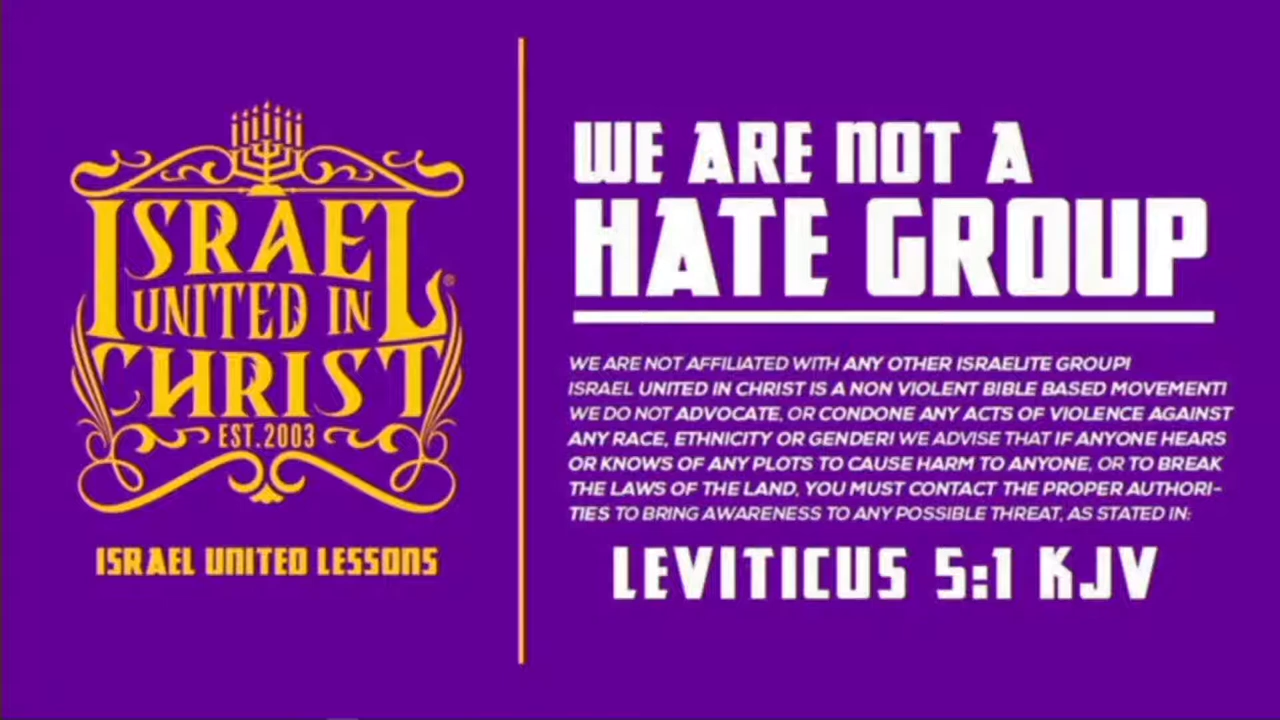 ISRAEL
UNITED IN
CHRIST
EST. 2003
ISRAEL UNITED LESSONS
WE ARE NOT A
HATE GROUP
WE ARE NOT AFFILIATED WITH ANY OTHER ISRAELITE GROUP!
ISRAEL UNITED IN CHRIST IS A NON VIOLENT BIBLE BASED MOVEMENT!
WE DO NOT ADVOCATE, OR CONDONE ANY ACTS OF VIOLENCE AGAINST
ANY RACE, ETHNICITY OR GENDER! WE ADVISE THAT IF ANYONE HEARS
OR KNOWS OF ANY PLOTS TO CAUSE HARM TO ANYONE, OR TO BREAK
THE LAWS OF THE LAND, YOU MUST CONTACT THE PROPER AUTHORI-
TIES TO BRING AWARENESS TO ANY POSSIBLE THREAT, AS STATED IN:
LEVITICUS 5:1 KJV